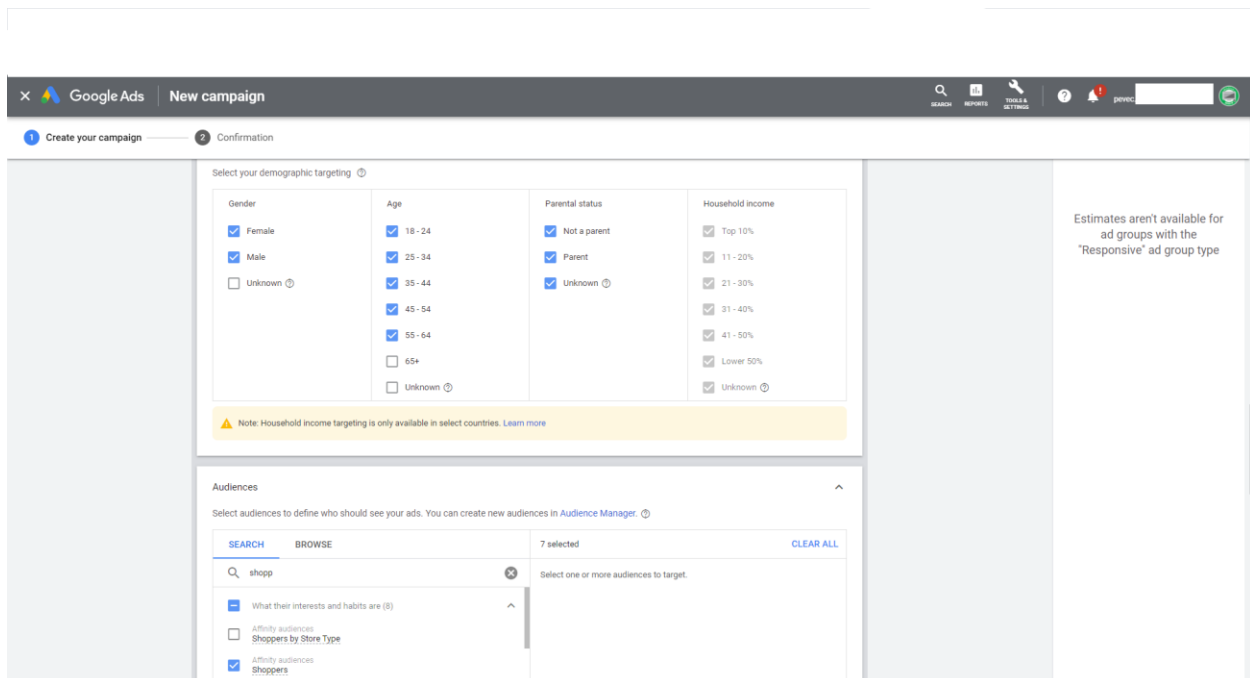 Google Ads New campaign
SEARCH REPORTS TOOLS & SETTINGS ? ! pevec
1 Create your campaign 2 Confirmation
Select your demographic targeting ?
Gender Age Parental status Household income
Female 18 - 24 Not a parent Top 10%
Male 25 - 34 Parent 11 - 20%
Unknown ? 35 - 44 Unknown ? 21 - 30%
45 - 54 31 - 40%
55 - 64 41 - 50%
65+ Lower 50%
Unknown ? Unknown ?
Note: Household income targeting is only available in select countries. Learn more
Estimates aren't available for
ad groups with the
"Responsive" ad group type
Audiences
Select audiences to define who should see your ads. You can create new audiences in Audience Manager. ?
SEARCH BROWSE 7 selected CLEAR ALL
shopp Select one or more audiences to target.
What their interests and habits are (8)
Affinity audiences
Shoppers by Store Type
Affinity audiences
Shoppers